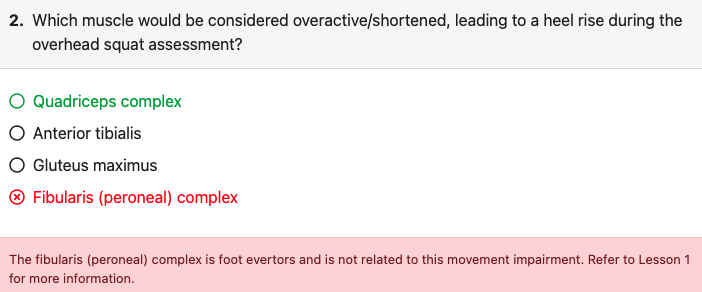 2. Which muscle would be considered overactive/shortened, leading to a heel rise during the
overhead squat assessment?
Quadriceps complex
Anterior tibialis
Gluteus maximus
Fibularis (peroneal) complex
The fibularis (peroneal) complex is foot evertors and is not related to this movement impairment. Refer to Lesson 1
for more information.